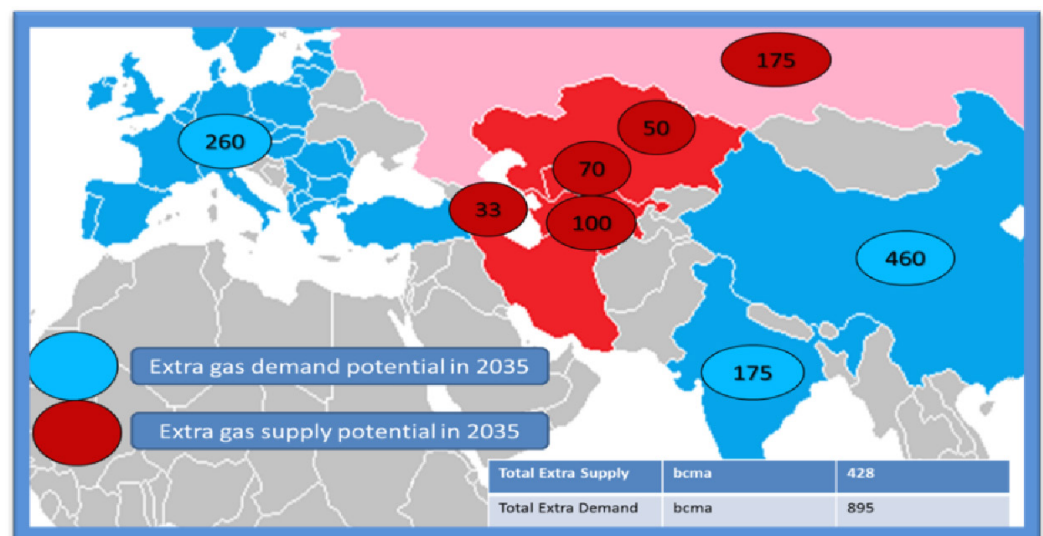 175
50
260
70
33
100
460
Extra gas demand potential in 2035
175
Extra gas supply potential in 2035
Total Extra Supply bcma 428
Total Extra Demand bcma 895